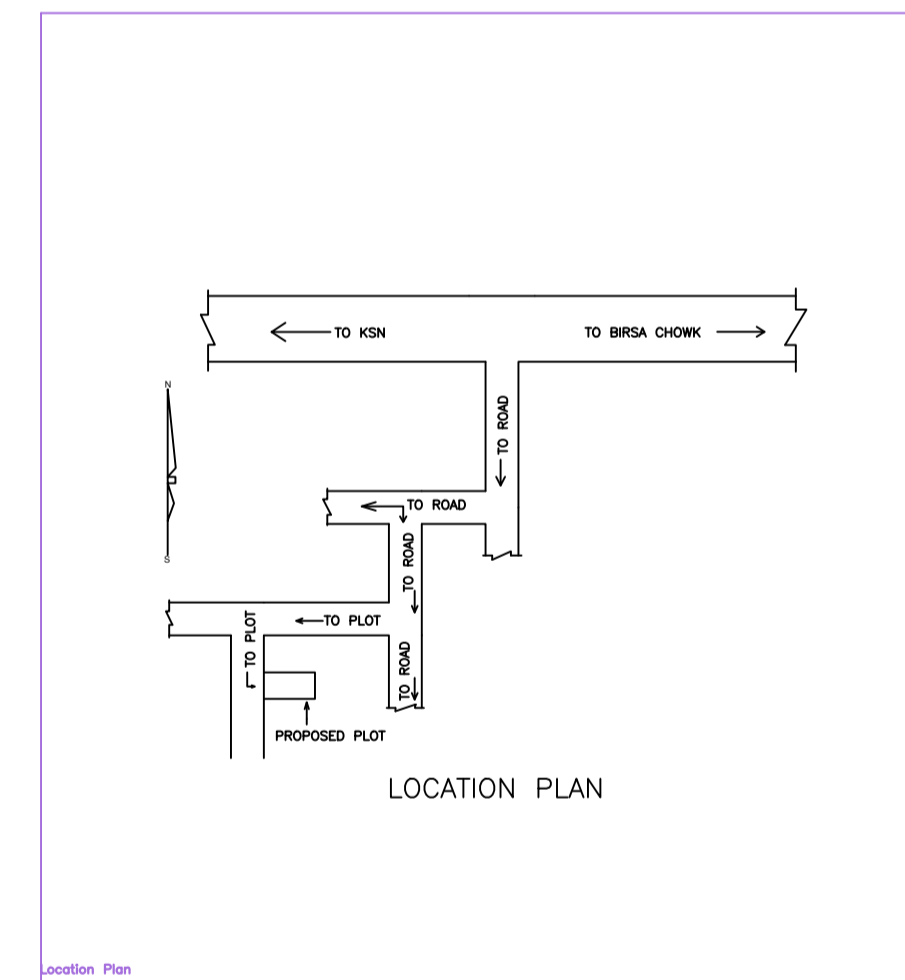 TO KSN
TO BIRSA CHOWK
N
TO ROAD
TO ROAD
TO ROAD
S
TO PLOT
TO PLOT
TO ROAD
PROPOSED PLOT
LOCATION PLAN
Location Plan